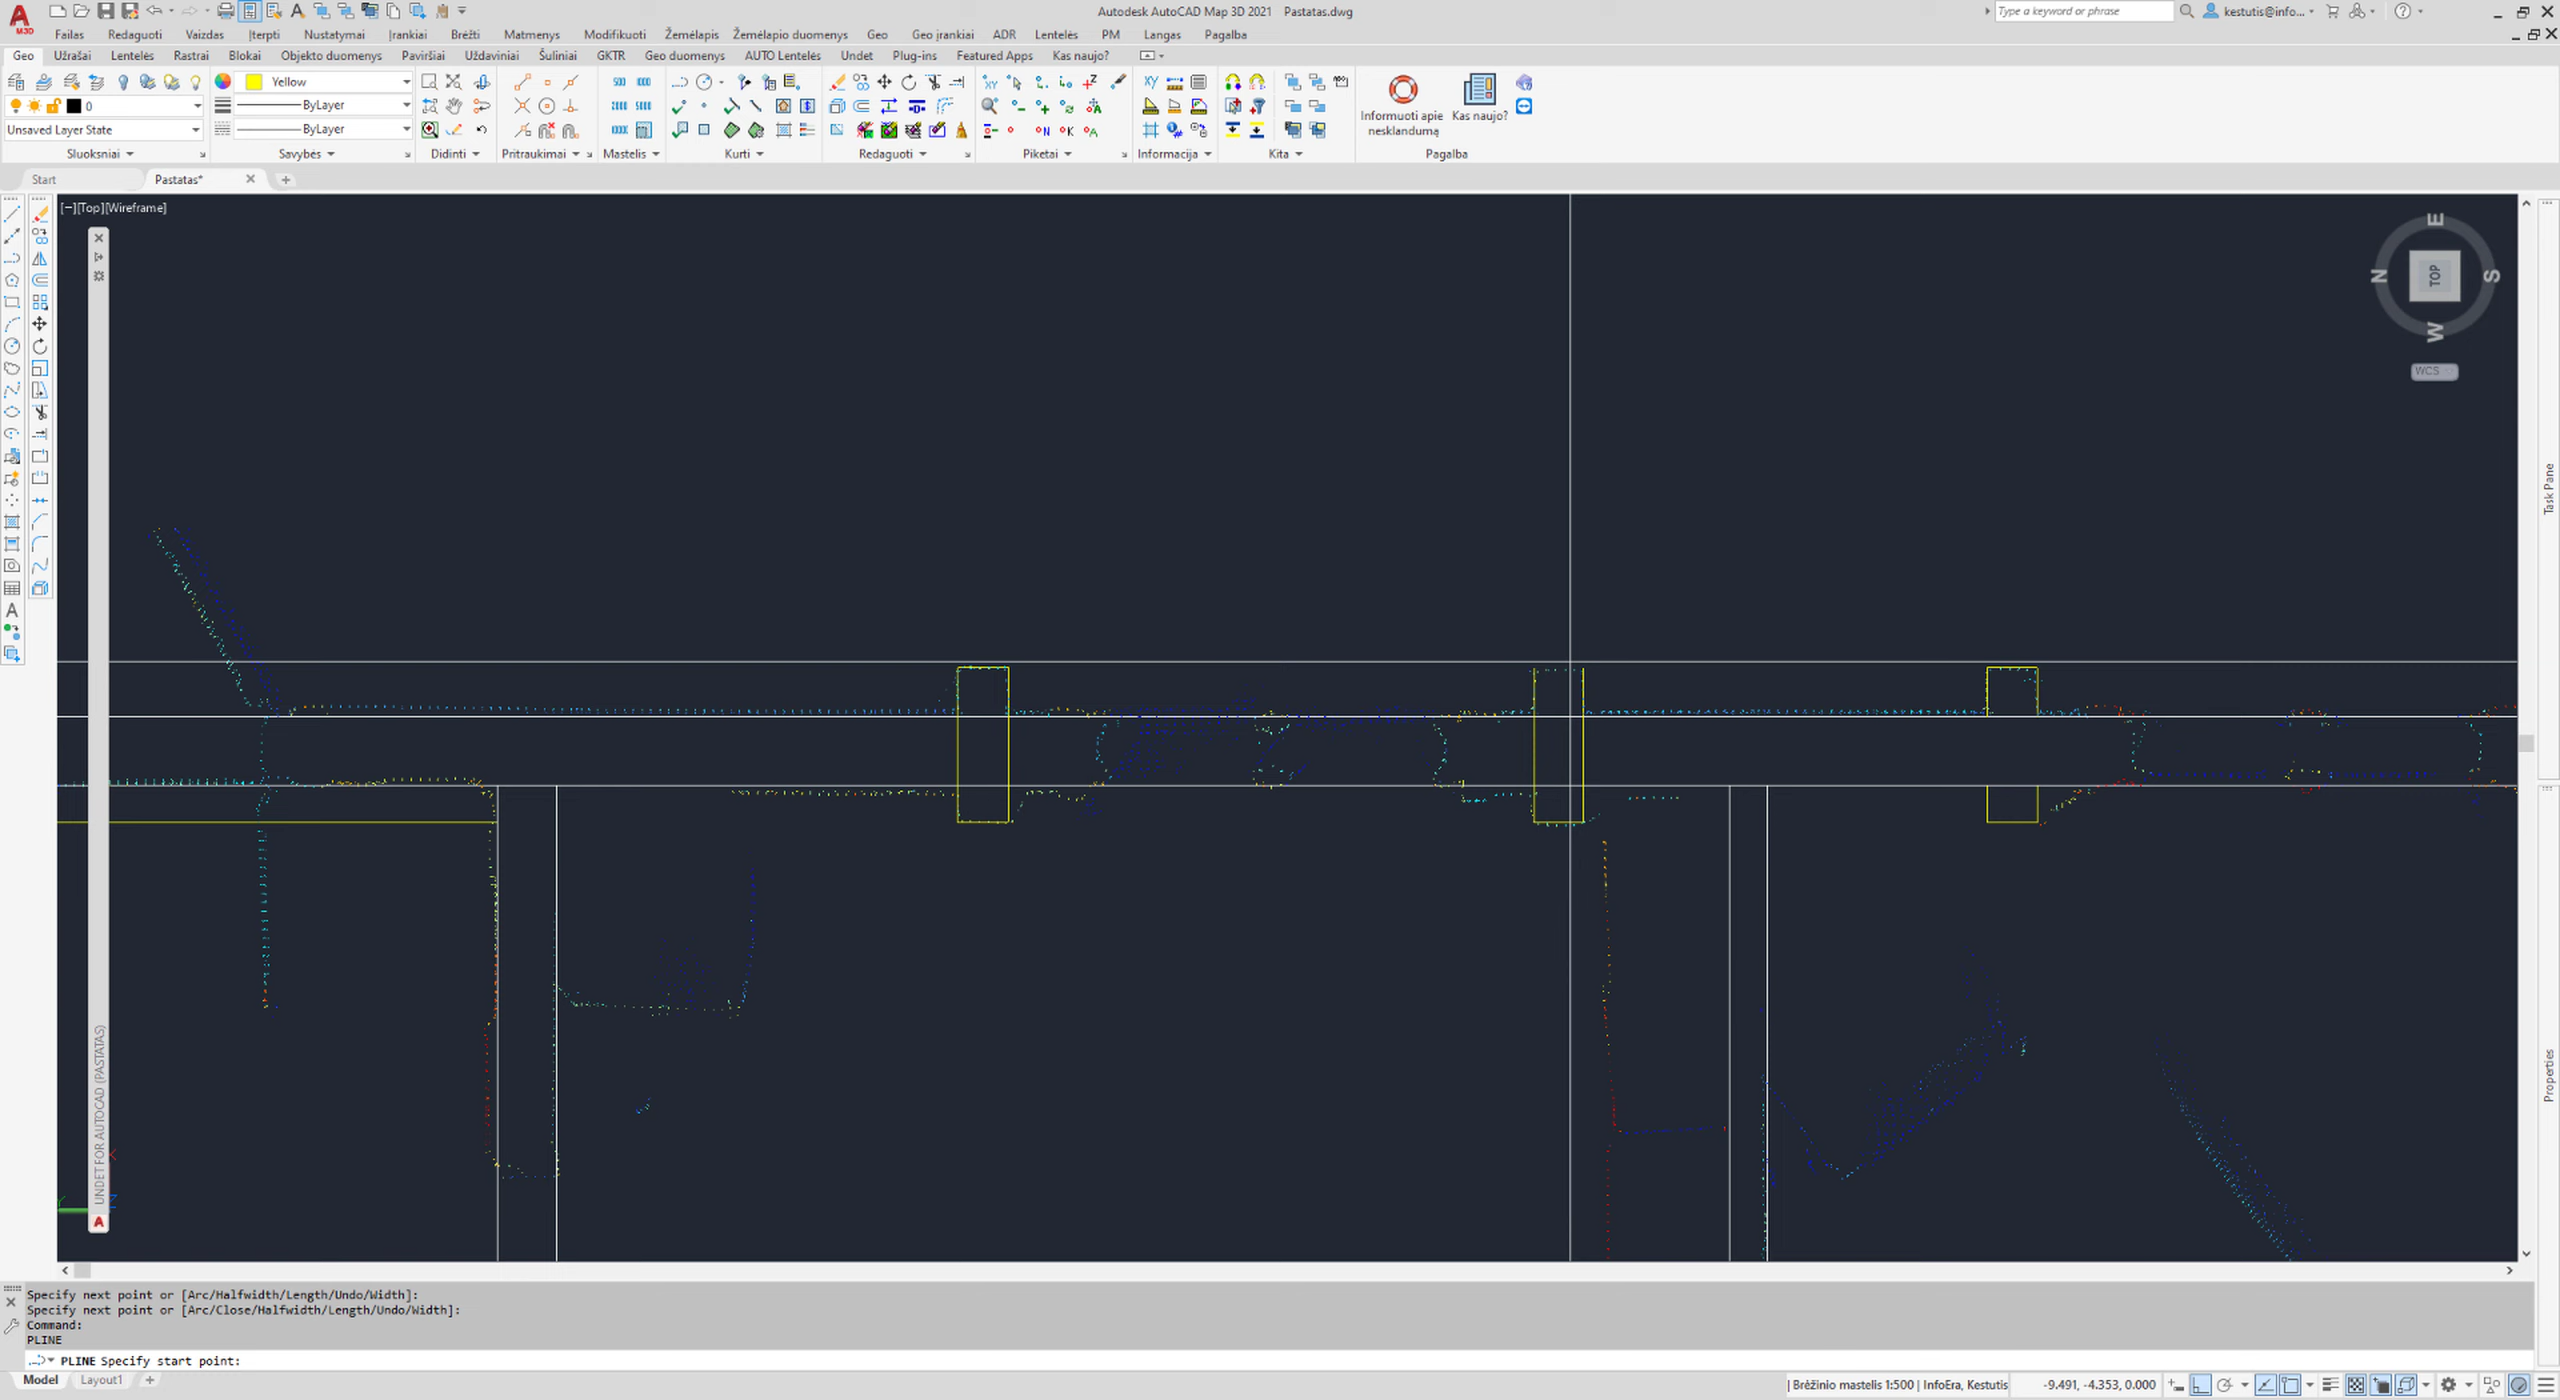 Autodesk AutoCAD Map 3D 2021 Pastatas.dwg
Type a keyword or phrase
kestutis@info...
M3D
Failas Redaguoti Vaizdas Įterpti Nustatymai Įrankiai Brėžti Matmenys Modifikuoti Žemėlapis Žemėlapio duomenys Geo Geo įrankiai ADR Lentelės PM Langas Pagalba
Geo Užrašai Lentelės Rastrai Blokai Objekto duomenys Paviršiai Uždaviniai Šuliniai GKTR Geo duomenys AUTO Lentelės Undet Plug-ins Featured Apps Kas naujo?
Yellow
0
ByLayer
Unsaved Layer State
ByLayer
500 1000
2000 5000
Informuoti apie nesklandumą
Kas naujo?
Sluoksniai Savybės Didinti Pritraukimai Mastelis Kurti Redaguoti Piketai Informacija Kita Pagalba
Start Pastatas*
[−][Top][Wireframe]
E
N TOP S
W
WCS
Task Pane
Properties
UNDET FOR AUTOCAD (PASTATAS)
Specify next point or [Arc/Halfwidth/Length/Undo/Width]:
Specify next point or [Arc/Close/Halfwidth/Length/Undo/Width]:
Command:
PLINE
PLINE Specify start point:
Model Layout1
| Brėžinio mastelis 1:500 | InfoEra, Kestutis
-9.491, -4.353, 0.000